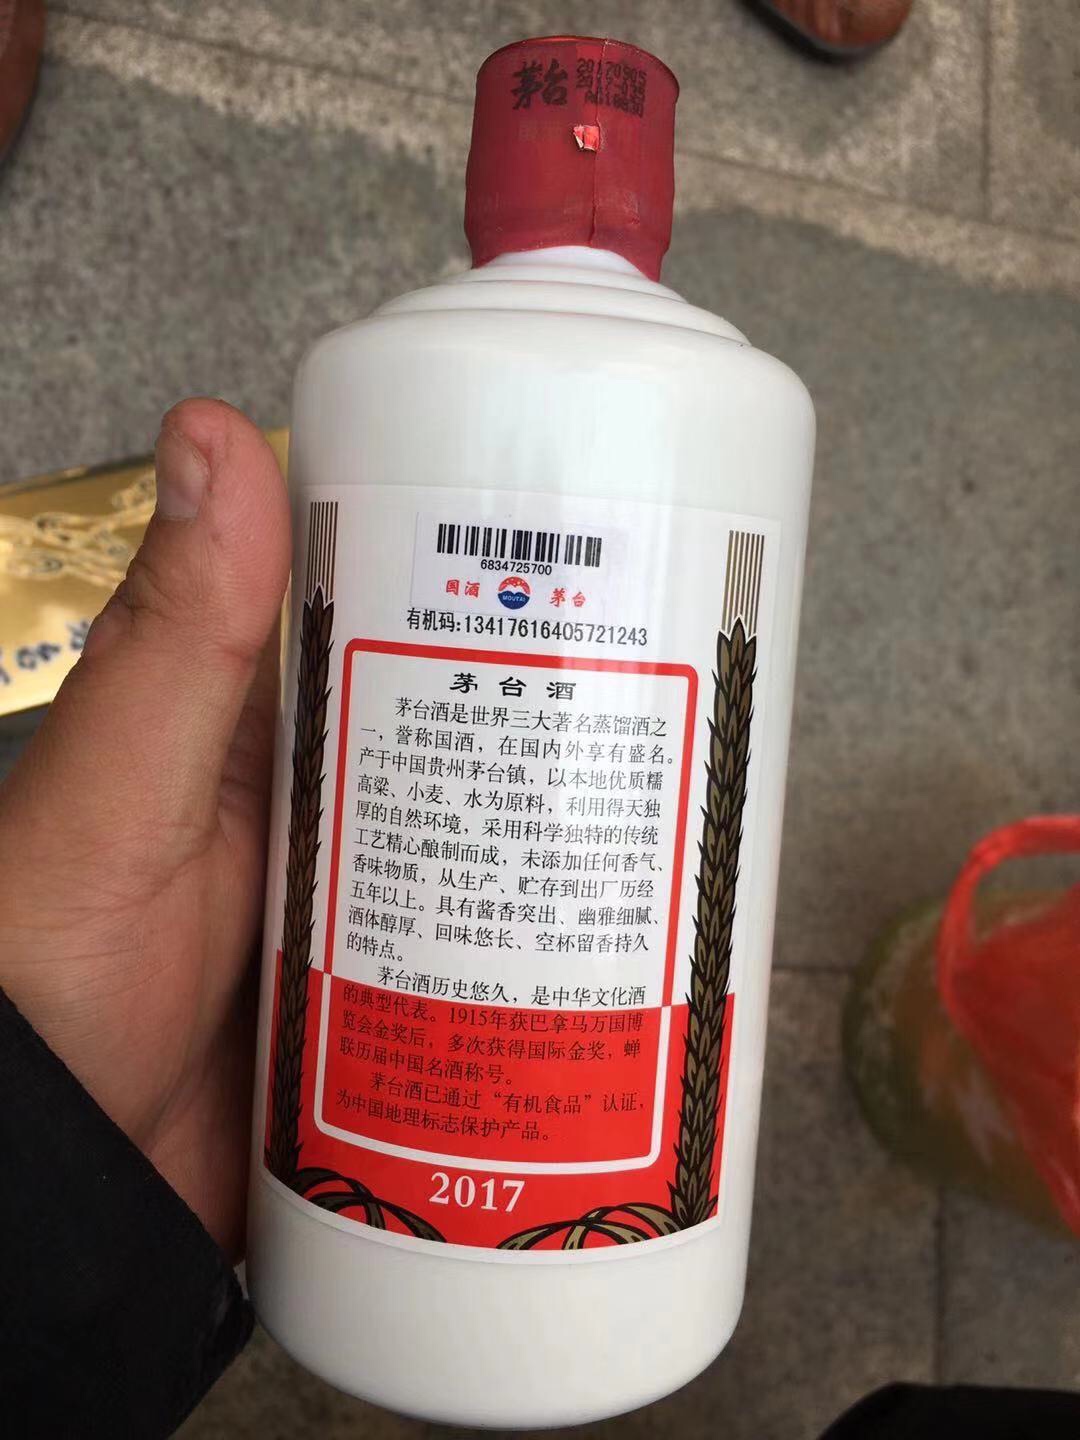 茅台
20170905
6834725700
国酒 MOUTAI 茅台
有机码:13417616405721243
茅台酒
茅台酒是世界三大著名蒸馏酒之
一，誉称国酒，在国内外享有盛名。
产于中国贵州茅台镇，以本地优质糯
高粱、小麦、水为原料，利用得天独
厚的自然环境，采用科学独特的传统
工艺精心酿制而成，未添加任何香气、
香味物质，从生产、贮存到出厂历经
五年以上。具有酱香突出、幽雅细腻、
酒体醇厚、回味悠长、空杯留香持久
的特点。
茅台酒历史悠久，是中华文化酒
的典型代表。1915年获巴拿马万国博
览会金奖后，多次获得国际金奖，蝉
联历届中国名酒称号。
茅台酒已通过“有机食品”认证，
为中国地理标志保护产品。
2017